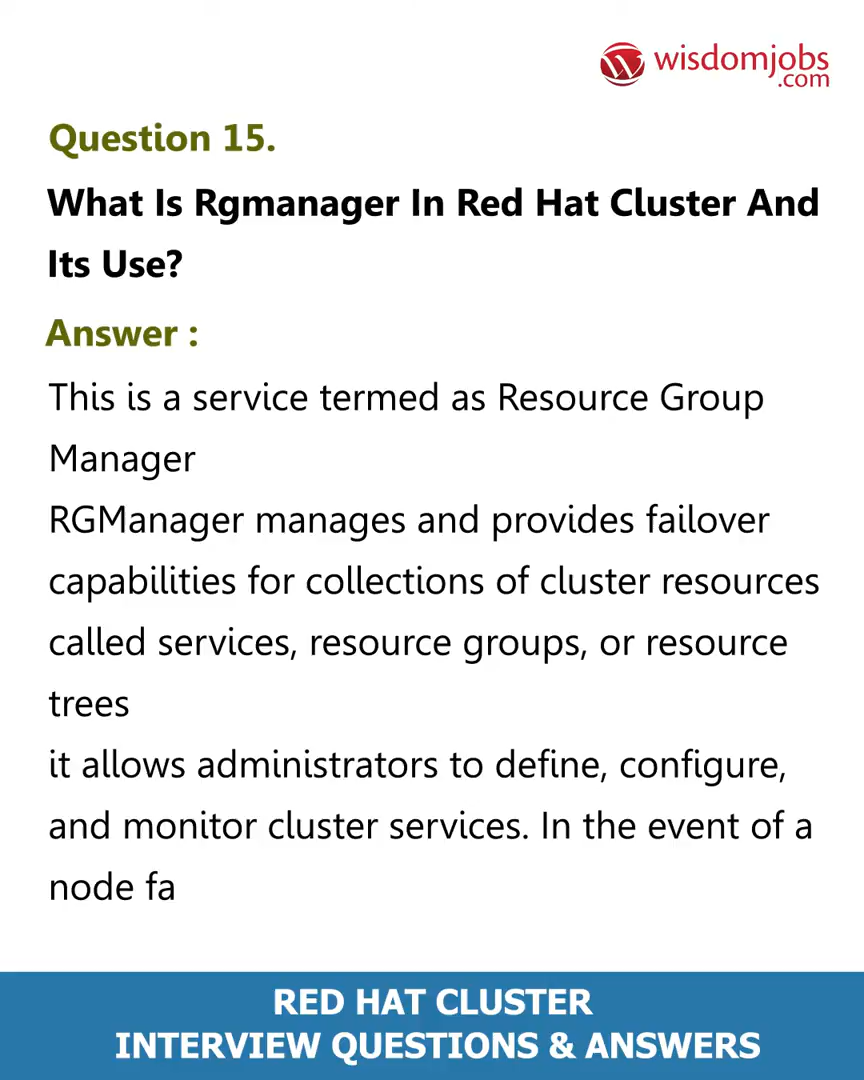 wisdomjobs
.com
Question 15.
What Is Rgmanager In Red Hat Cluster And
Its Use?
Answer :
This is a service termed as Resource Group
Manager
RGManager manages and provides failover
capabilities for collections of cluster resources
called services, resource groups, or resource
trees
it allows administrators to define, configure,
and monitor cluster services. In the event of a
node fa
RED HAT CLUSTER
INTERVIEW QUESTIONS & ANSWERS